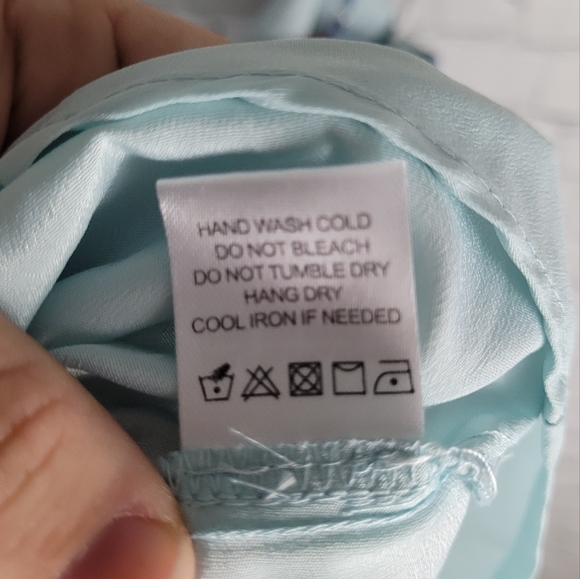 HAND WASH COLD
DO NOT BLEACH
DO NOT TUMBLE DRY
HANG DRY
COOL IRON IF NEEDED